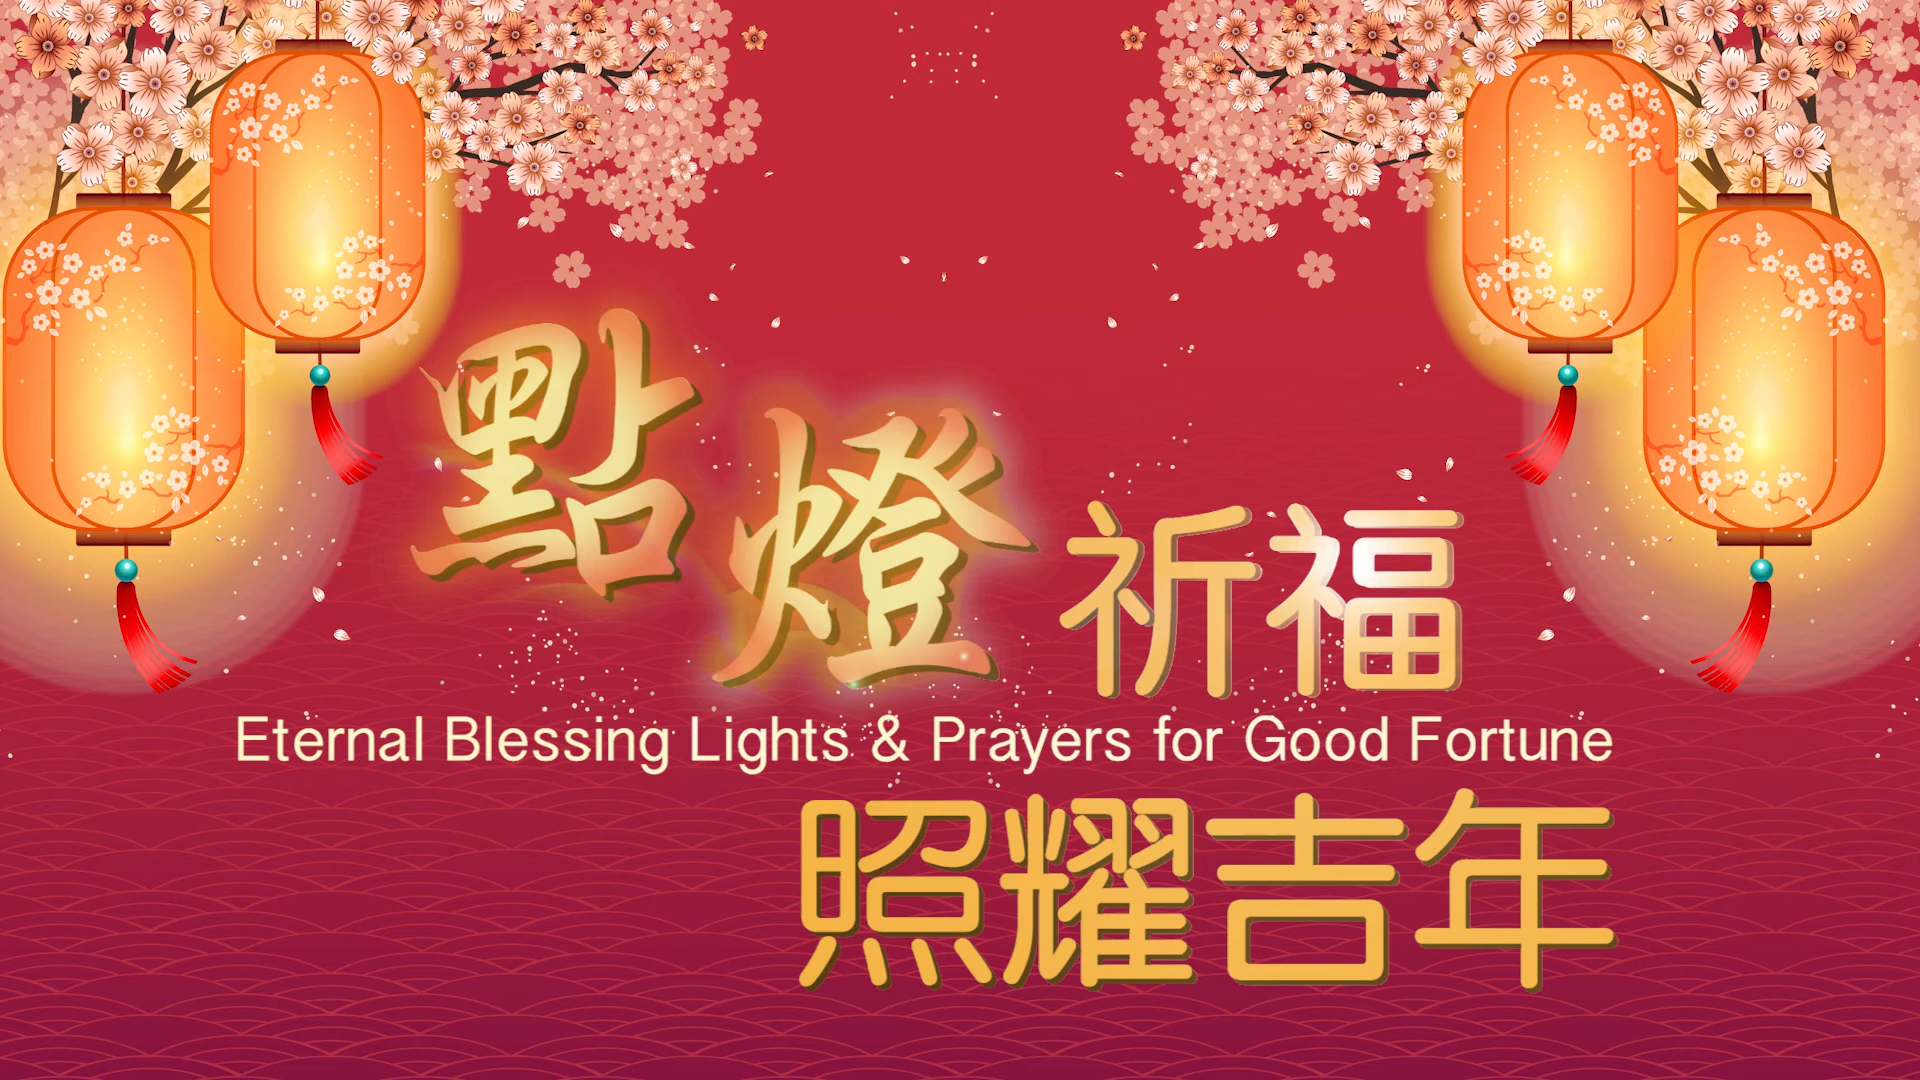 點燈祈福
Eternal Blessing Lights & Prayers for Good Fortune
照耀吉年